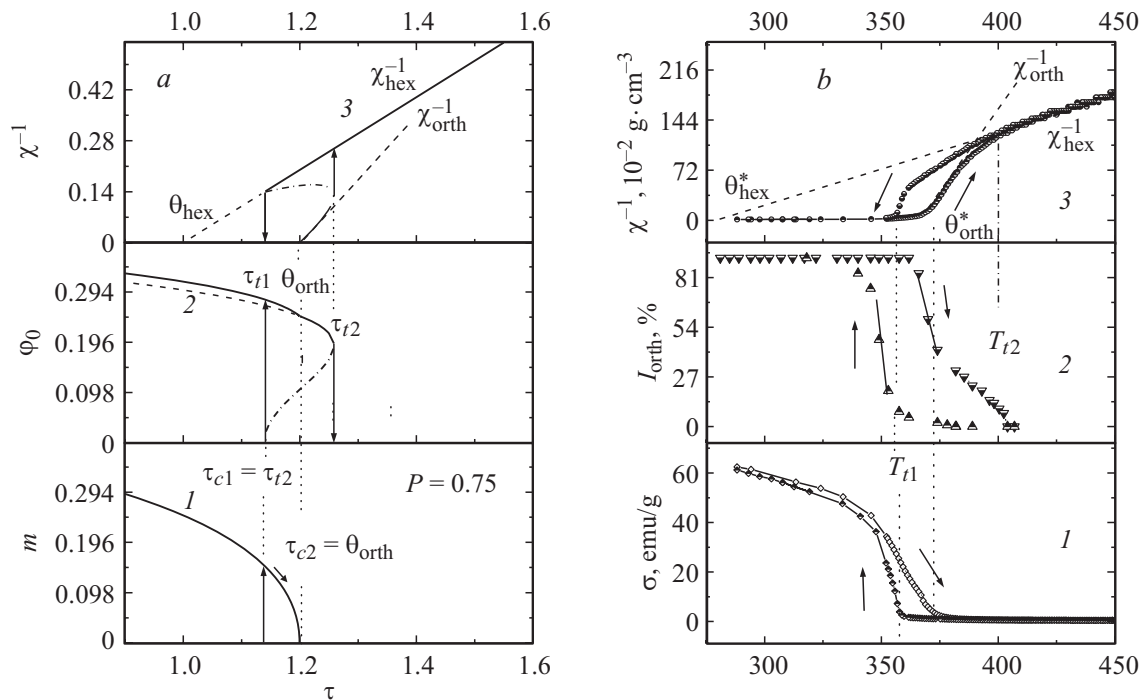 1.0 1.2 1.4 1.6
a
χ⁻¹hex
3
χ⁻¹orth
θhex
0.42
0.28
0.14
0
χ⁻¹
τt1 θorth
2
τt2
0.294
0.196
0.098
0
φ0
τc1 = τt2
P = 0.75
1
τc2 = θorth
0.294
0.196
0.098
0
m
1.0 1.2 1.4 1.6
τ
300 350 400 450
b
χ⁻¹orth
χ⁻¹hex
θ*hex
θ*orth
3
216
144
72
0
χ⁻¹, 10⁻² g · cm⁻³
81
54
27
0
Iorth, %
Tt2
2
Tt1
1
60
40
20
0
σ, emu/g
300 350 400 450